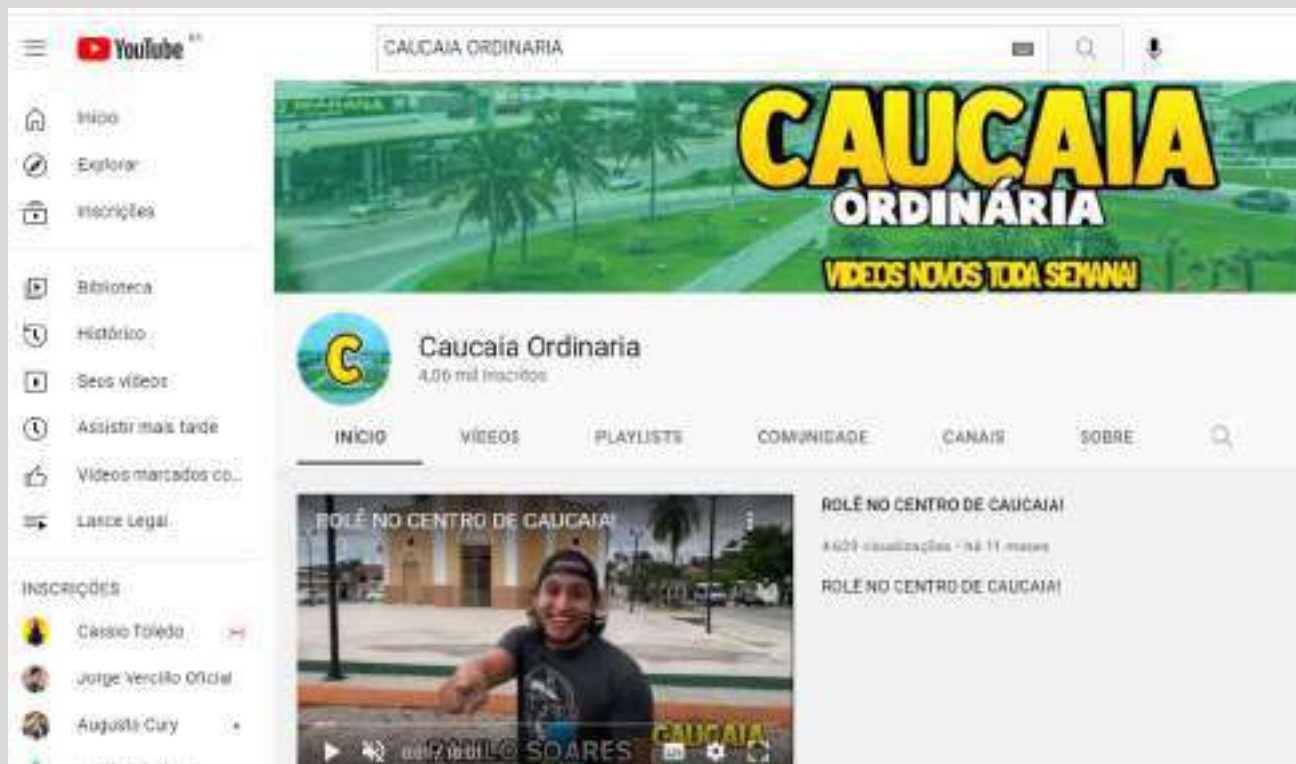 YouTube BR
CAUCAIA ORDINARIA
Início
Explorar
Inscrições
Biblioteca
Histórico
Seus vídeos
Assistir mais tarde
Vídeos marcados co...
Lance Legal
INSCRIÇÕES
Cassio Toledo
Jorge Vercillo Oficial
Augusto Cury
CAUCAIA
ORDINÁRIA
VIDEOS NOVOS TODA SEMANA!
C
Caucaia Ordinaria
4,06 mil inscritos
INÍCIO VÍDEOS PLAYLISTS COMUNIDADE CANAIS SOBRE
ROLÊ NO CENTRO DE CAUCAIA!
SOARES
CAUCAIA
ROLÊ NO CENTRO DE CAUCAIA!
visualizações • há 11 meses
ROLÊ NO CENTRO DE CAUCAIA!